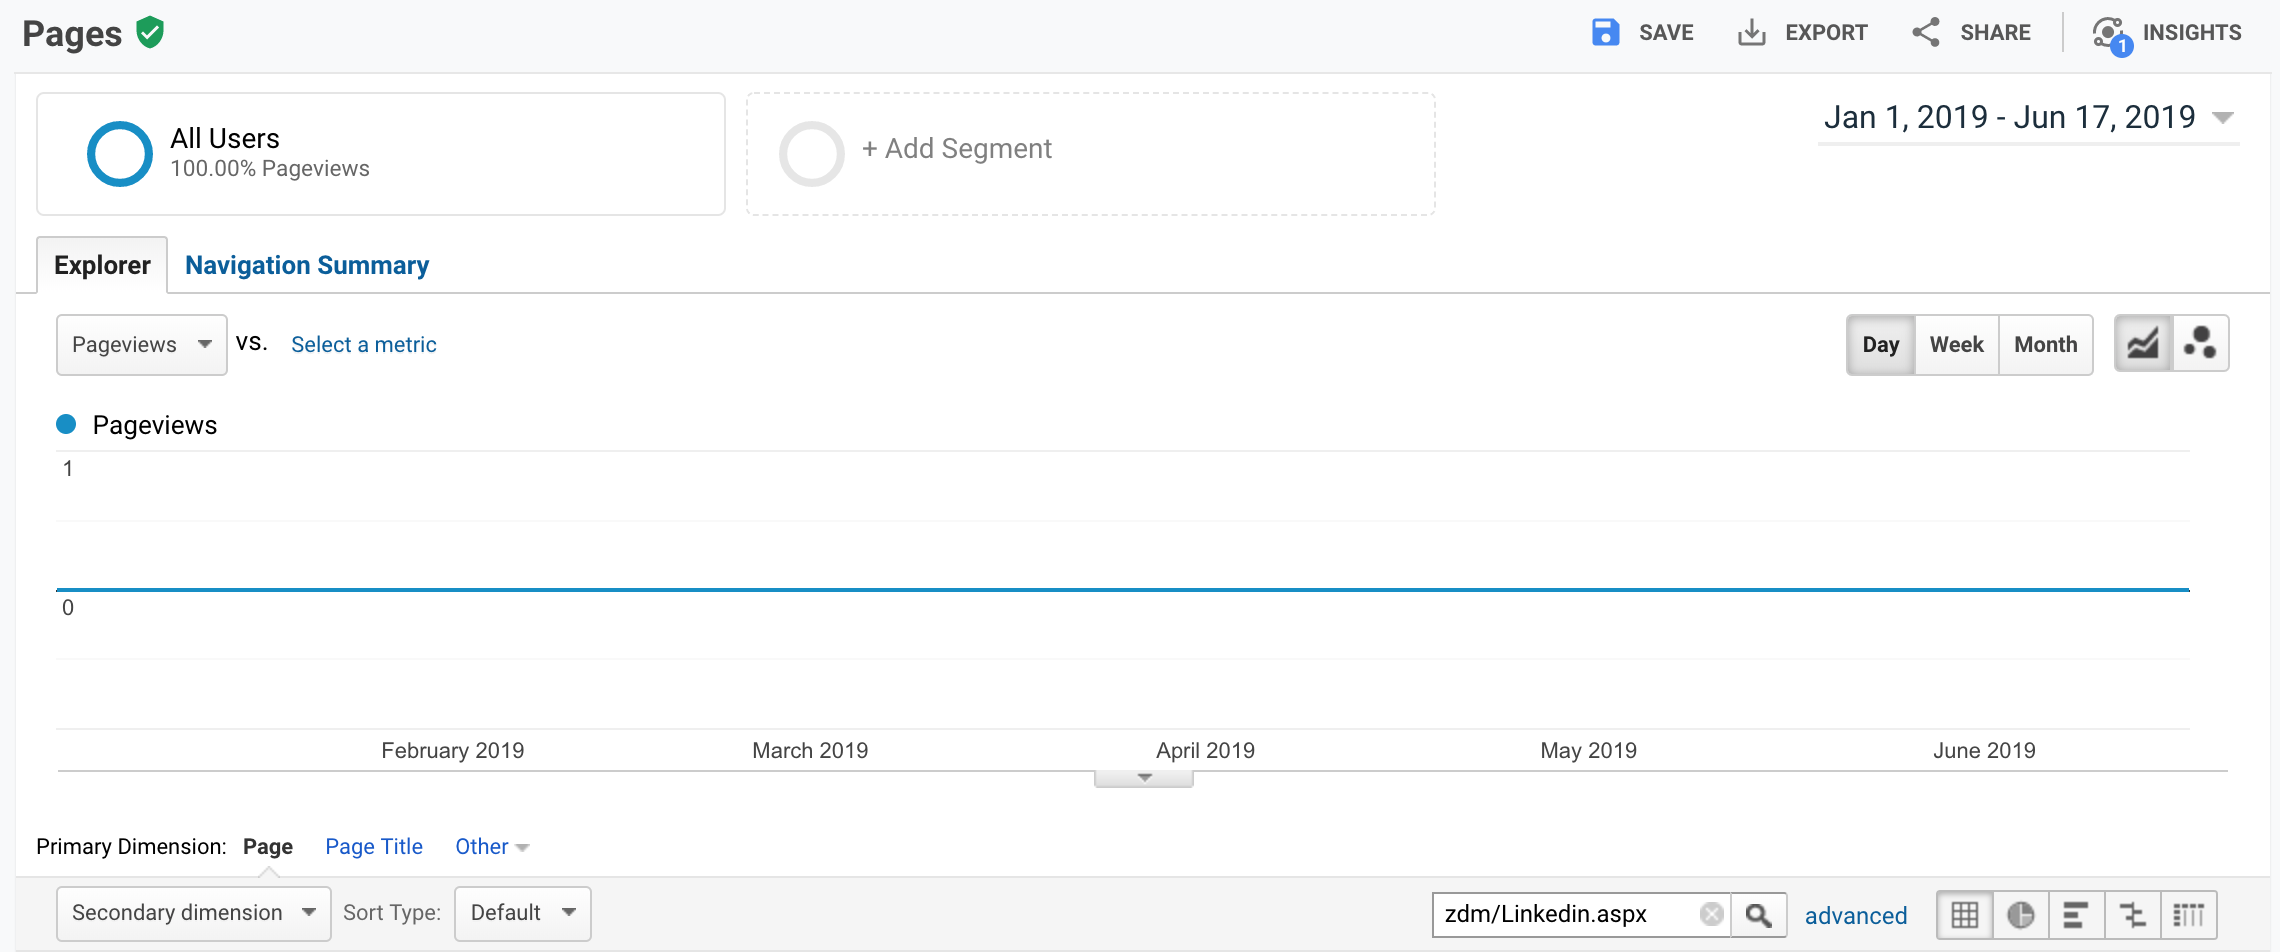 Pages
SAVE
EXPORT
SHARE
1
INSIGHTS
All Users
100.00% Pageviews
+ Add Segment
Jan 1, 2019 - Jun 17, 2019
Explorer
Navigation Summary
Pageviews
vs.
Select a metric
Day
Week
Month
Pageviews
1
0
February 2019
March 2019
April 2019
May 2019
June 2019
Primary Dimension:
Page
Page Title
Other
Secondary dimension
Sort Type:
Default
zdm/Linkedin.aspx
advanced